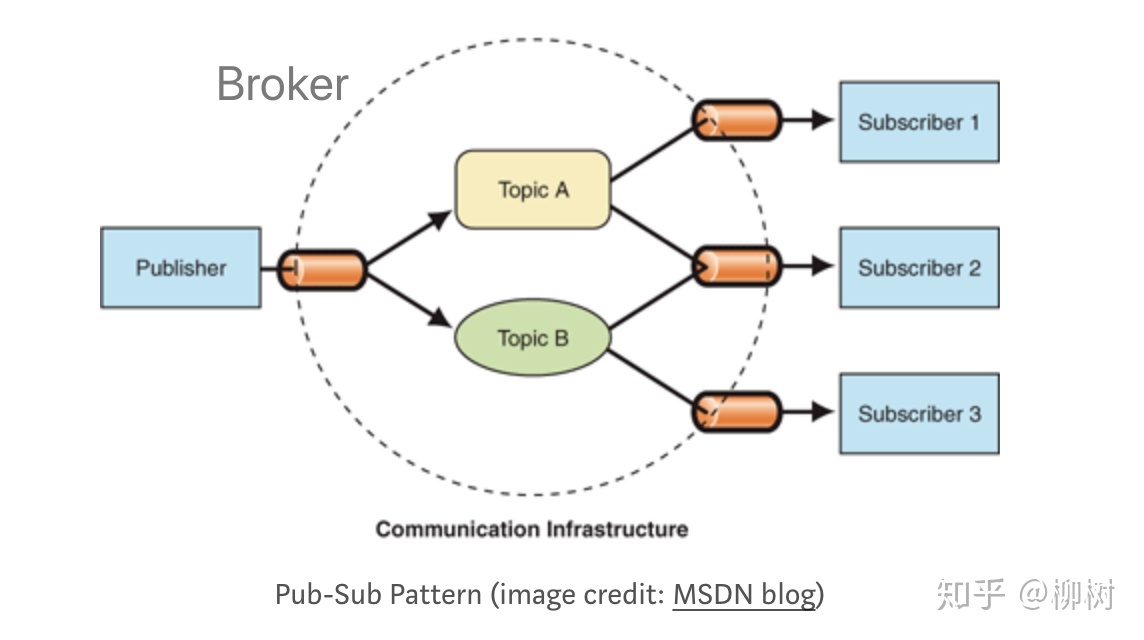 Broker
Subscriber 1
Topic A
Publisher
Subscriber 2
Topic B
Subscriber 3
Communication Infrastructure
Pub-Sub Pattern (image credit: MSDN blog)
知乎 @柳树